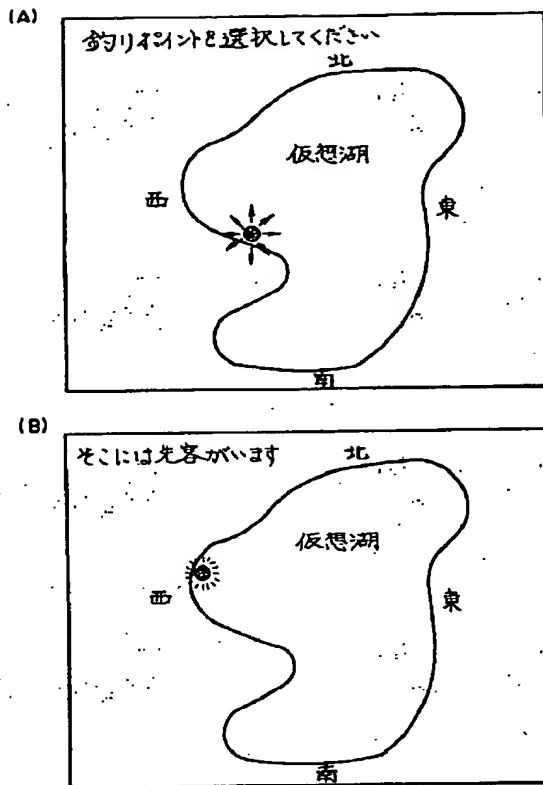 (A)
釣りポイントを選択してください
北
仮想湖
西
東
南
(B)
そこには先客がいます
北
仮想湖
西
東
南